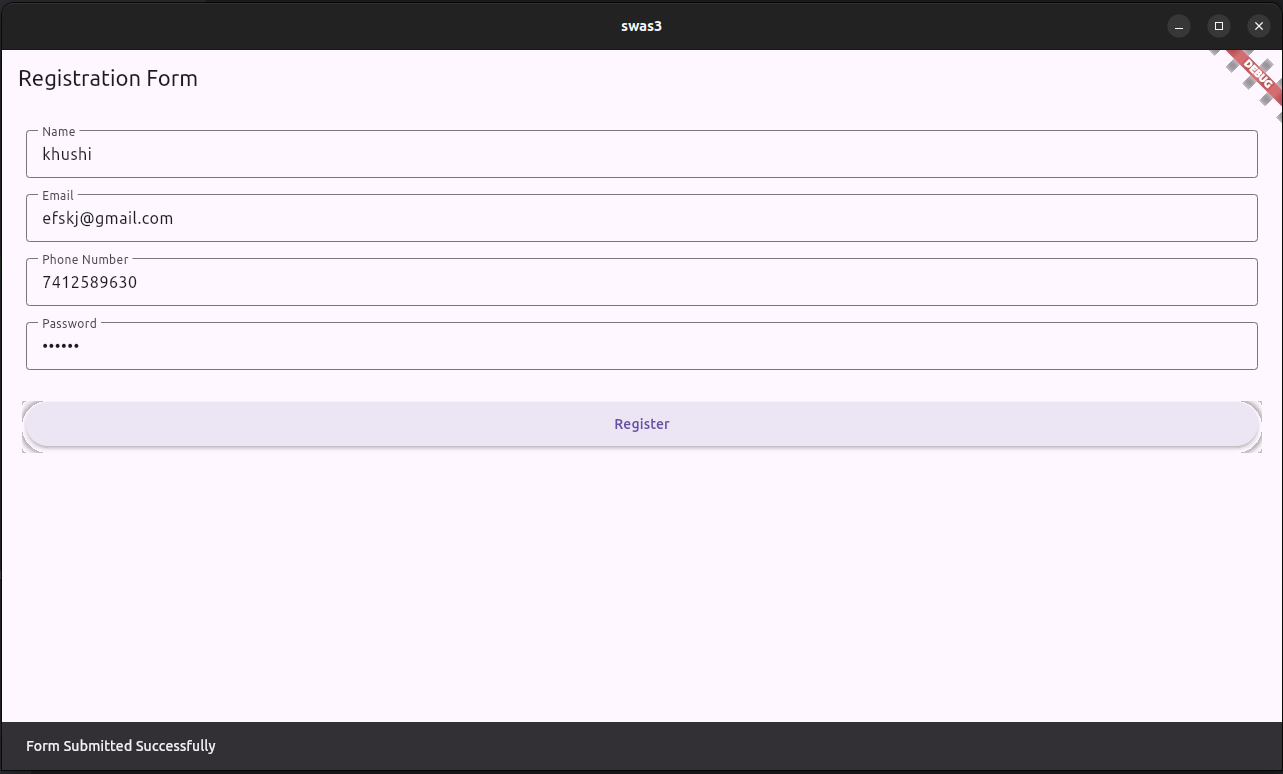 swas3
Registration Form
DEBUG
Name
khushi
Email
efskj@gmail.com
Phone Number
7412589630
Password
••••••
Register
Form Submitted Successfully